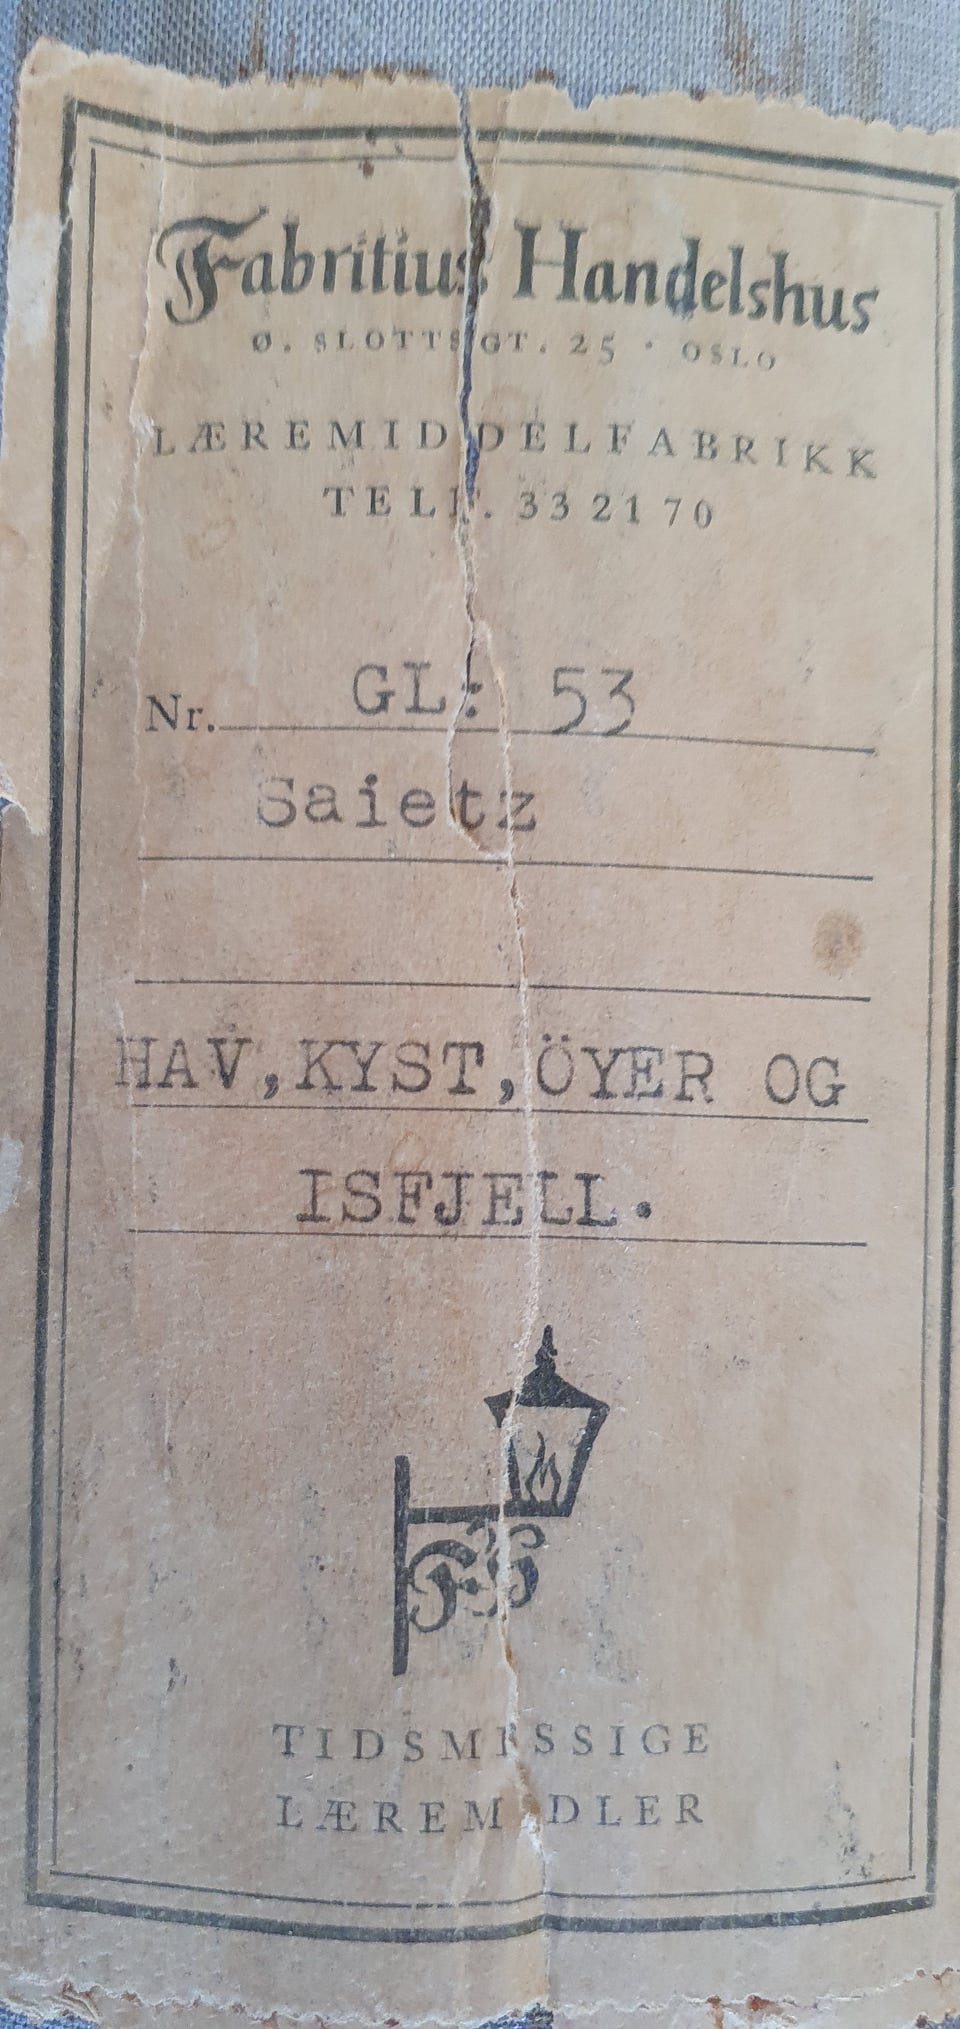 Fabritius Handelshus
Ø. SLOTTSGT. 25 · OSLO
LÆREMIDDELFABRIKK
TELF. 33 21 70
Nr. GL: 53
Saietz
HAV, KYST, ÖYER OG
ISFJELL.
F.H
TIDSMESSIGE
LÆREMIDLER